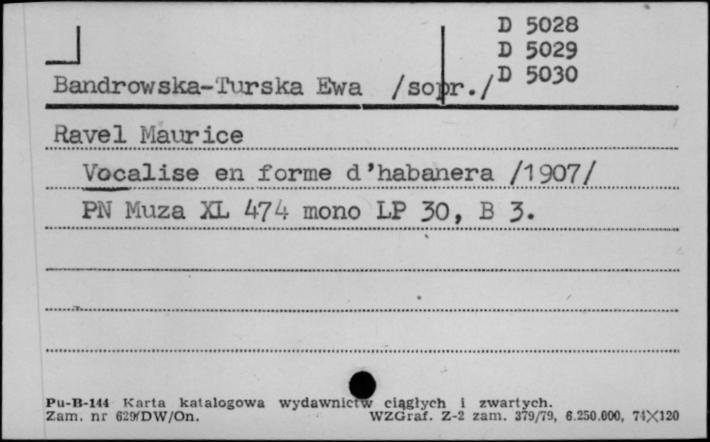 D 5028
D 5029
Bandrowska-Turska Ewa /sopr./ D 5030
Ravel Maurice
Vocalise en forme d'habanera /1907/
PN Muza XL 474 mono LP 30, B 3.
Pu-B-144 Karta katalogowa wydawnictw ciągłych i zwartych.
Zam. nr 629/DW/On. WZGraf. Z-2 zam. 379/79, 6.250.000, 74×120